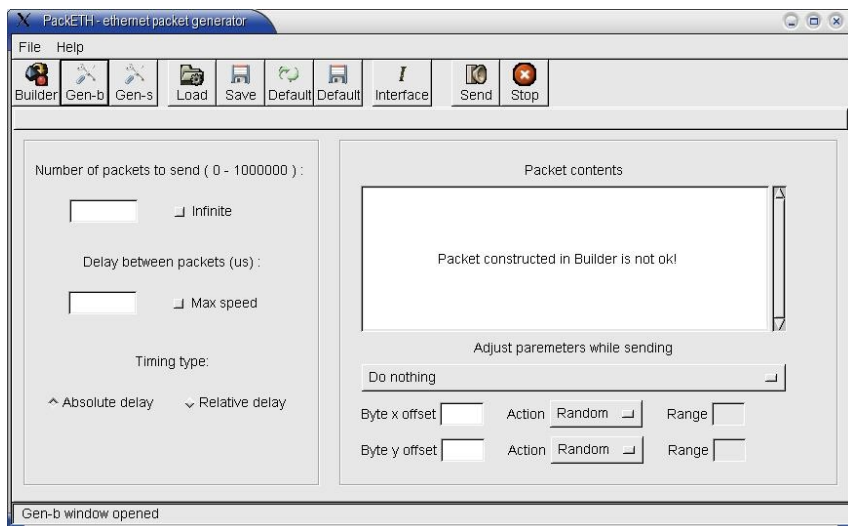 PackETH - ethernet packet generator
File Help
Builder Gen-b Gen-s Load Save Default Default Interface Send Stop
Number of packets to send ( 0 - 1000000 ) :
Infinite
Delay between packets (us) :
Max speed
Timing type:
Absolute delay Relative delay
Packet contents
Packet constructed in Builder is not ok!
Adjust paremeters while sending
Do nothing
Byte x offset Action Random Range
Byte y offset Action Random Range
Gen-b window opened